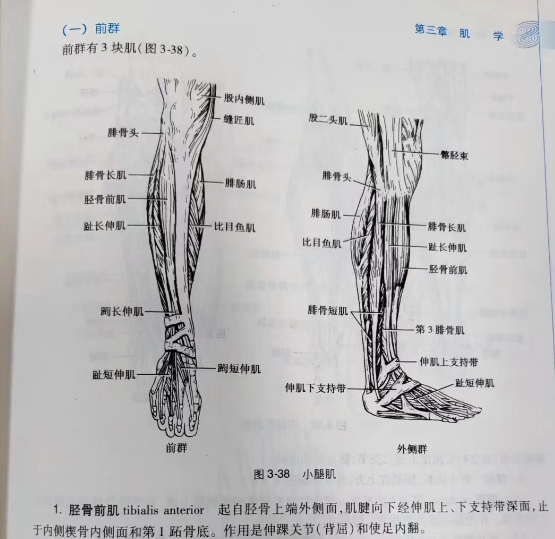 (一) 前群
第三章 肌 学
前群有 3 块肌(图 3-38)。
股内侧肌
缝匠肌
腓骨头
腓骨长肌
胫骨前肌
趾长伸肌
腓肠肌
比目鱼肌
𧿹长伸肌
趾短伸肌
𧿹短伸肌
前群
股二头肌
髂胫束
腓骨头
腓肠肌
比目鱼肌
腓骨长肌
趾长伸肌
胫骨前肌
腓骨短肌
第3腓骨肌
伸肌上支持带
伸肌下支持带
趾短伸肌
外侧群
图 3-38 小腿肌
1. 胫骨前肌 tibialis anterior 起自胫骨上端外侧面,肌腱向下经伸肌上、下支持带深面,止
于内侧楔骨内侧面和第 1 跖骨底。作用是伸踝关节(背屈)和使足内翻。